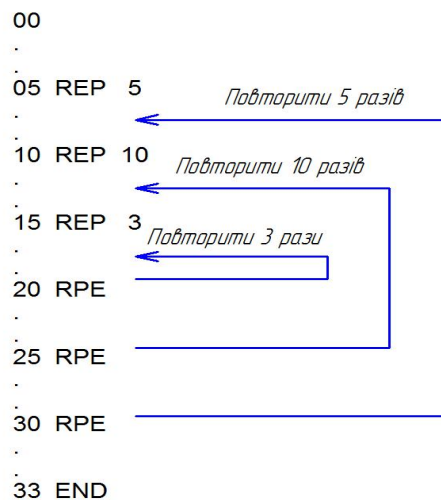 00
.
.
05 REP 5
Повторити 5 разів
.
.
10 REP 10
Повторити 10 разів
.
.
15 REP 3
Повторити 3 рази
.
.
20 RPE
.
.
25 RPE
.
.
30 RPE
.
.
33 END